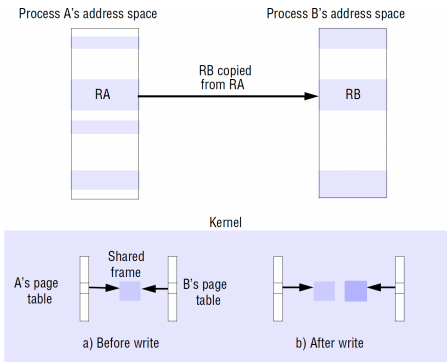 Process A's address space
Process B's address space
RB copied
from RA
RA
RB
Kernel
Shared
frame
A's page
table
B's page
table
a) Before write
b) After write